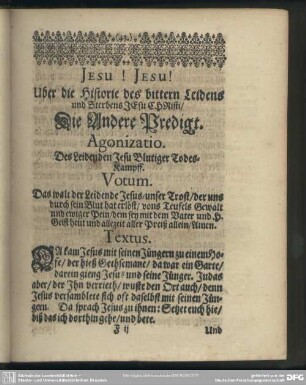 JESU! JESU!
Uber die Historie des bittern Leidens
und Sterbens JEsu CHRisti/
Die Andere Predigt.
Agonizatio.
Des Leidenden Jesu Blutiger Todes-
Kampff.
Votum.
Das walt der Leidende Jesus/unser Trost/der uns
durch sein Blut hat erlöst/ vons Teufels Gewalt
und ewiger Pein/dem sey mit dem Vater und H.
Geist heut und allezeit aller Preiß allein/Amen.
Textus.
DA kam Jesus mit seinen Jüngern zu einem Ho-
fe/ der hieß Gethsemane/ da war ein Garte/
darein gieng Jesus und seine Jünger. Judas
aber/ der Ihn verrieth/ wuste den Ort auch/ denn
Jesus versamblete sich oft daselbst mit seinen Jün-
gern. Da sprach Jesus zu ihnen: Setzet euch hie/
biß das ich dorthin gehe/und bete.
F ij
Und